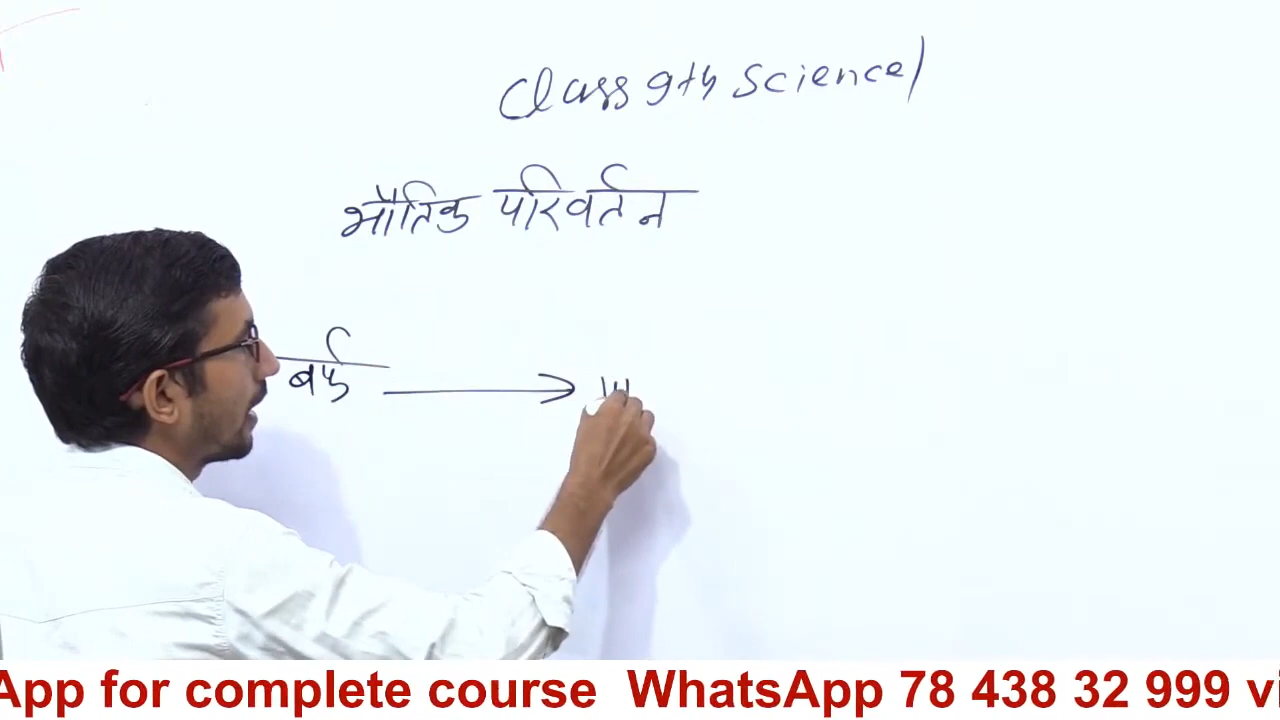 Class 9th Science
भौतिक परिवर्तन
बर्फ →
App for complete course WhatsApp 78 438 32 999 vi